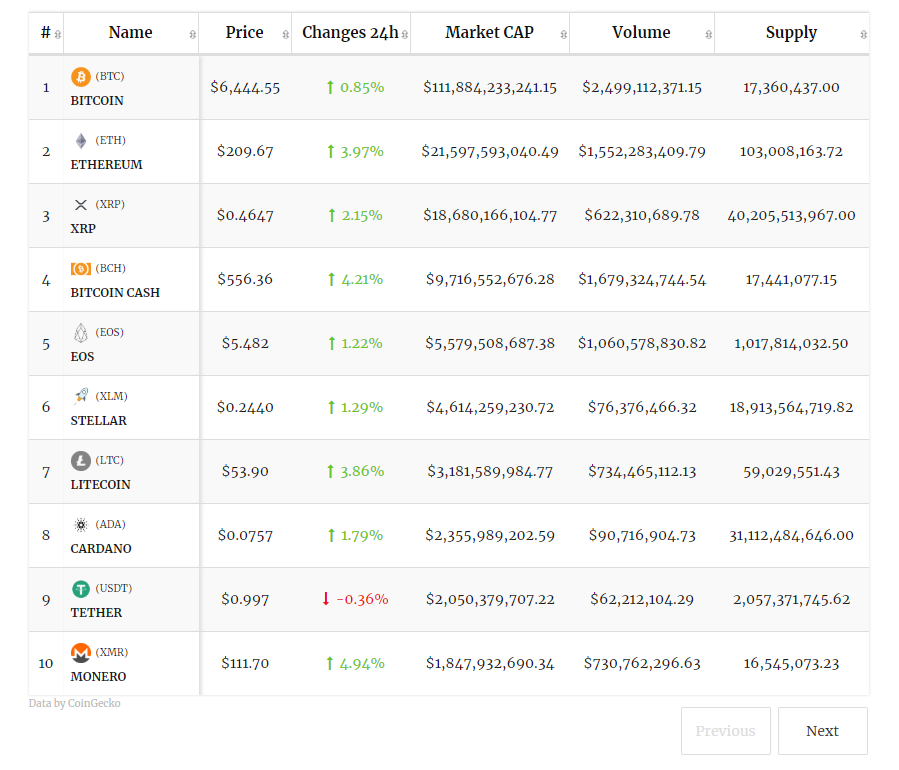 # Name Price Changes 24h Market CAP Volume Supply
1 (BTC) BITCOIN $6,444.55 0.85% $111,884,233,241.15 $2,499,112,371.15 17,360,437.00
2 (ETH) ETHEREUM $209.67 3.97% $21,597,593,040.49 $1,552,283,409.79 103,008,163.72
3 (XRP) XRP $0.4647 2.15% $18,680,166,104.77 $622,310,689.78 40,205,513,967.00
4 (BCH) BITCOIN CASH $556.36 4.21% $9,716,552,676.28 $1,679,324,744.54 17,441,077.15
5 (EOS) EOS $5.482 1.22% $5,579,508,687.38 $1,060,578,830.82 1,017,814,032.50
6 (XLM) STELLAR $0.2440 1.29% $4,614,259,230.72 $76,376,466.32 18,913,564,719.82
7 (LTC) LITECOIN $53.90 3.86% $3,181,589,984.77 $734,465,112.13 59,029,551.43
8 (ADA) CARDANO $0.0757 1.79% $2,355,989,202.59 $90,716,904.73 31,112,484,646.00
9 (USDT) TETHER $0.997 -0.36% $2,050,379,707.22 $62,212,104.29 2,057,371,745.62
10 (XMR) MONERO $111.70 4.94% $1,847,932,690.34 $730,762,296.63 16,545,073.23
Data by CoinGecko
Previous Next